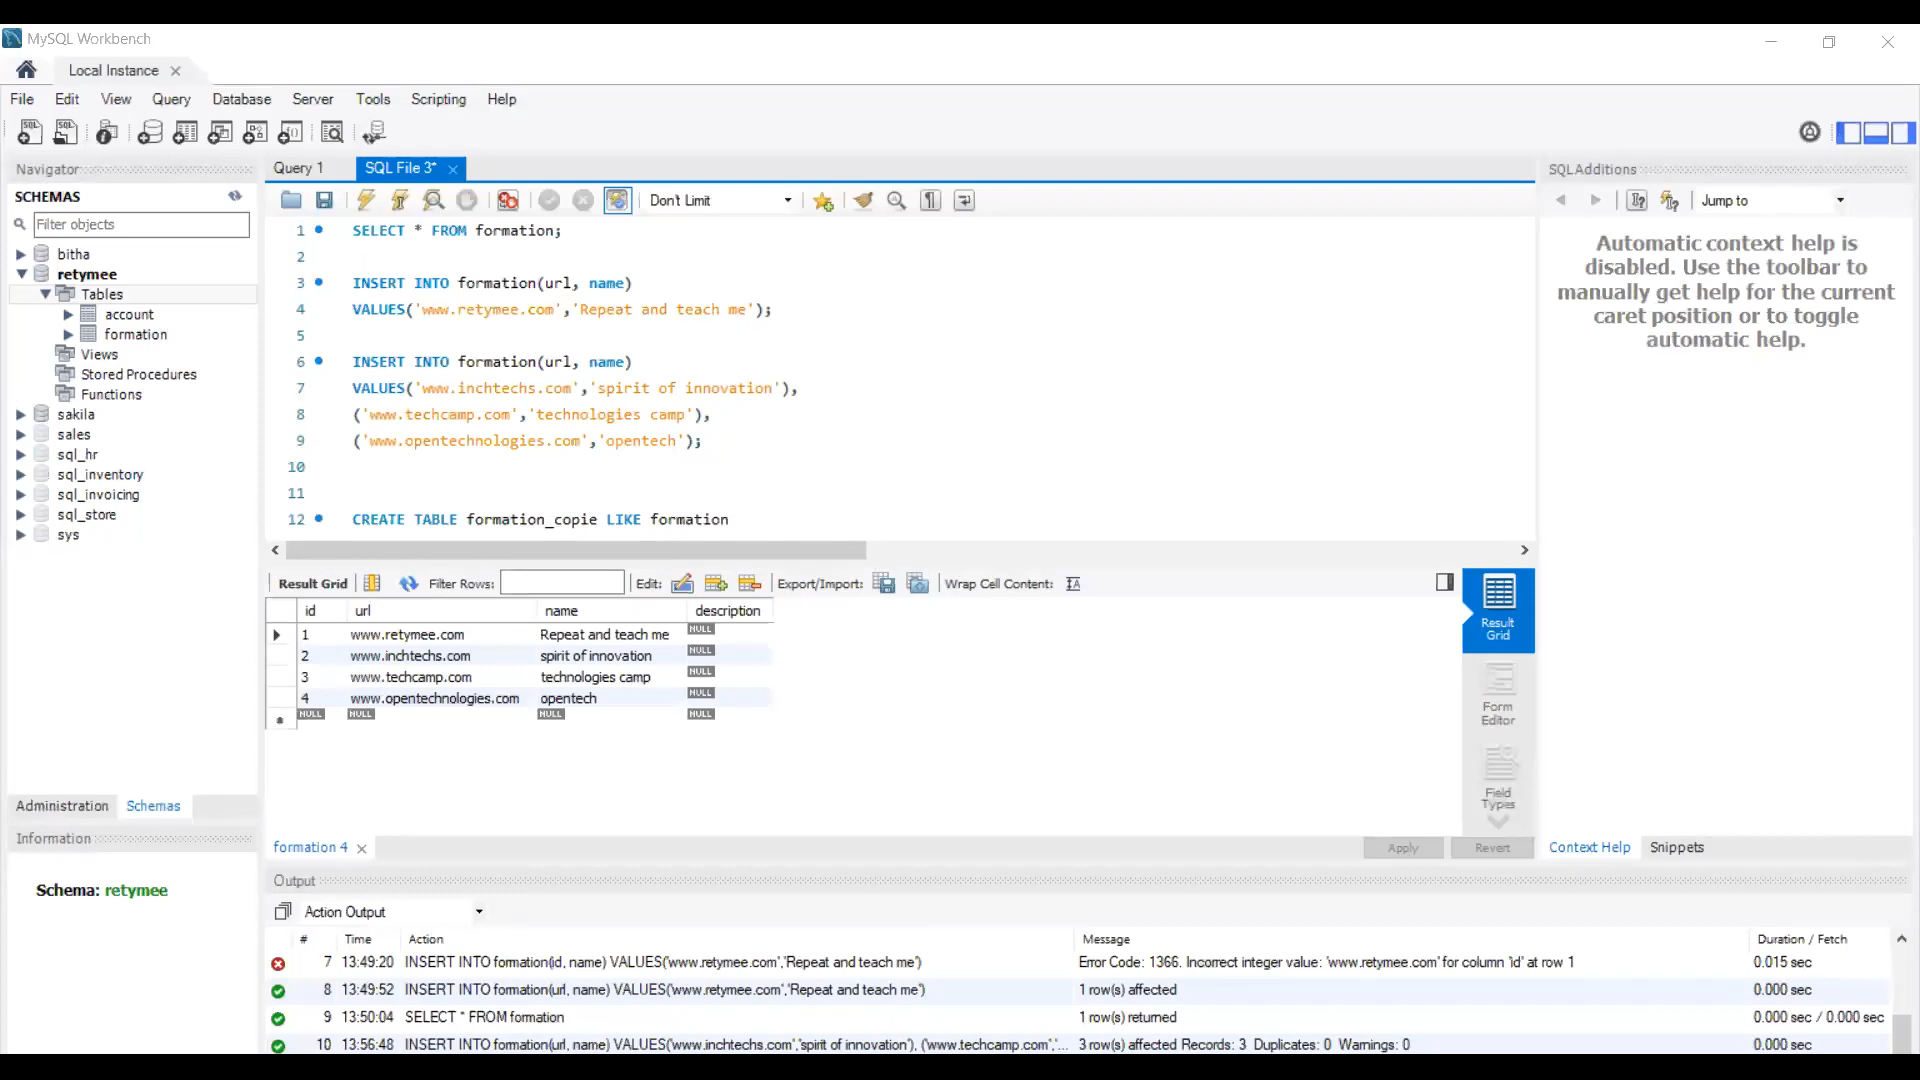 MySQL Workbench
Local Instance
File Edit View Query Database Server Tools Scripting Help
Navigator
SCHEMAS
Filter objects
bitha
retymee
Tables
account
formation
Views
Stored Procedures
Functions
sakila
sales
sql_hr
sql_inventory
sql_invoicing
sql_store
sys
Administration Schemas
Information
Schema: retymee
Query 1 SQL File 3*
Don't Limit
1 SELECT * FROM formation;
2
3 INSERT INTO formation(url, name)
4 VALUES('www.retymee.com','Repeat and teach me');
5
6 INSERT INTO formation(url, name)
7 VALUES('www.inchtechs.com','spirit of innovation'),
8 ('www.techcamp.com','technologies camp'),
9 ('www.opentechnologies.com','opentech');
10
11
12 CREATE TABLE formation_copie LIKE formation
Result Grid Filter Rows: Edit: Export/Import: Wrap Cell Content:
id url name description
1 www.retymee.com Repeat and teach me NULL
2 www.inchtechs.com spirit of innovation NULL
3 www.techcamp.com technologies camp NULL
4 www.opentechnologies.com opentech NULL
NULL NULL NULL NULL
Result
Grid
Form
Editor
Field
Types
formation 4
Apply Revert
SQLAdditions
Jump to
Automatic context help is
disabled. Use the toolbar to
manually get help for the current
caret position or to toggle
automatic help.
Context Help Snippets
Output
Action Output
# Time Action Message Duration / Fetch
7 13:49:20 INSERT INTO formation(id, name) VALUES('www.retymee.com','Repeat and teach me') Error Code: 1366. Incorrect integer value: 'www.retymee.com' for column 'id' at row 1 0.015 sec
8 13:49:52 INSERT INTO formation(url, name) VALUES('www.retymee.com','Repeat and teach me') 1 row(s) affected 0.000 sec
9 13:50:04 SELECT * FROM formation 1 row(s) returned 0.000 sec / 0.000 sec
10 13:56:48 INSERT INTO formation(url, name) VALUES('www.inchtechs.com','spirit of innovation'), ('www.techcamp.com','... 3 row(s) affected Records: 3 Duplicates: 0 Warnings: 0 0.000 sec